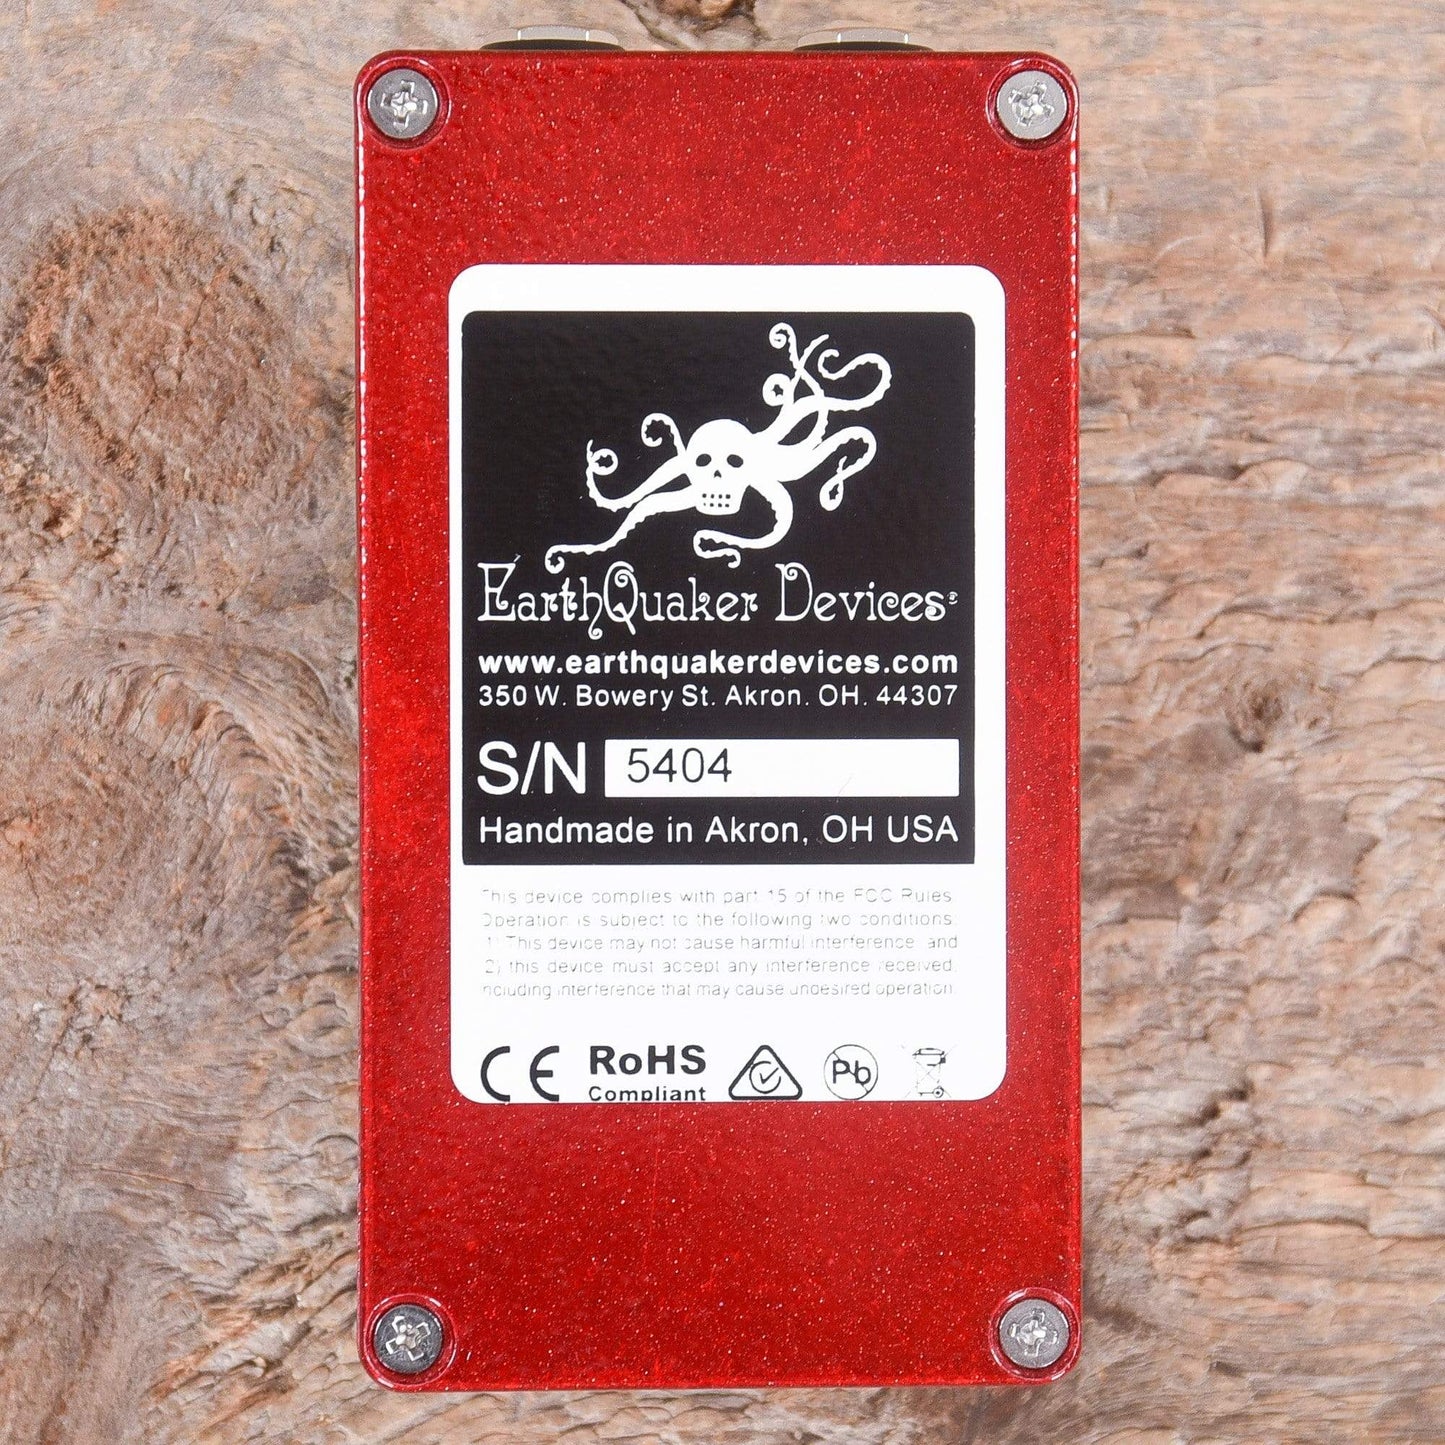 EarthQuaker Devices®
www.earthquakerdevices.com
350 W. Bowery St. Akron. OH. 44307
S/N 5404
Handmade in Akron, OH USA
This device complies with part 15 of the FCC Rules.
Operation is subject to the following two conditions:
1) This device may not cause harmful interference, and
2) this device must accept any interference received,
including interference that may cause undesired operation.
CE RoHS Pb
Compliant